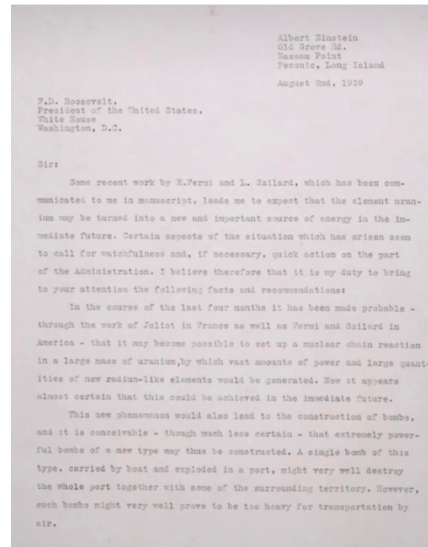 Albert Einstein
Old Grove Rd.
Nassau Point
Peconic, Long Island
August 2nd, 1939
F.D. Roosevelt,
President of the United States,
White House
Washington, D.C.
Sir:
Some recent work by E.Fermi and L. Szilard, which has been com-
municated to me in manuscript, leads me to expect that the element uran-
ium may be turned into a new and important source of energy in the im-
mediate future. Certain aspects of the situation which has arisen seem
to call for watchfulness and, if necessary, quick action on the part
of the Administration. I believe therefore that it is my duty to bring
to your attention the following facts and recommendations:
In the course of the last four months it has been made probable -
through the work of Joliot in France as well as Fermi and Szilard in
America - that it may become possible to set up a nuclear chain reaction
in a large mass of uranium,by which vast amounts of power and large quant-
ities of new radium-like elements would be generated. Now it appears
almost certain that this could be achieved in the immediate future.
This new phenomenon would also lead to the construction of bombs,
and it is conceivable - though much less certain - that extremely power-
ful bombs of a new type may thus be constructed. A single bomb of this
type, carried by boat and exploded in a port, might very well destroy
the whole port together with some of the surrounding territory. However,
such bombs might very well prove to be too heavy for transportation by
air.